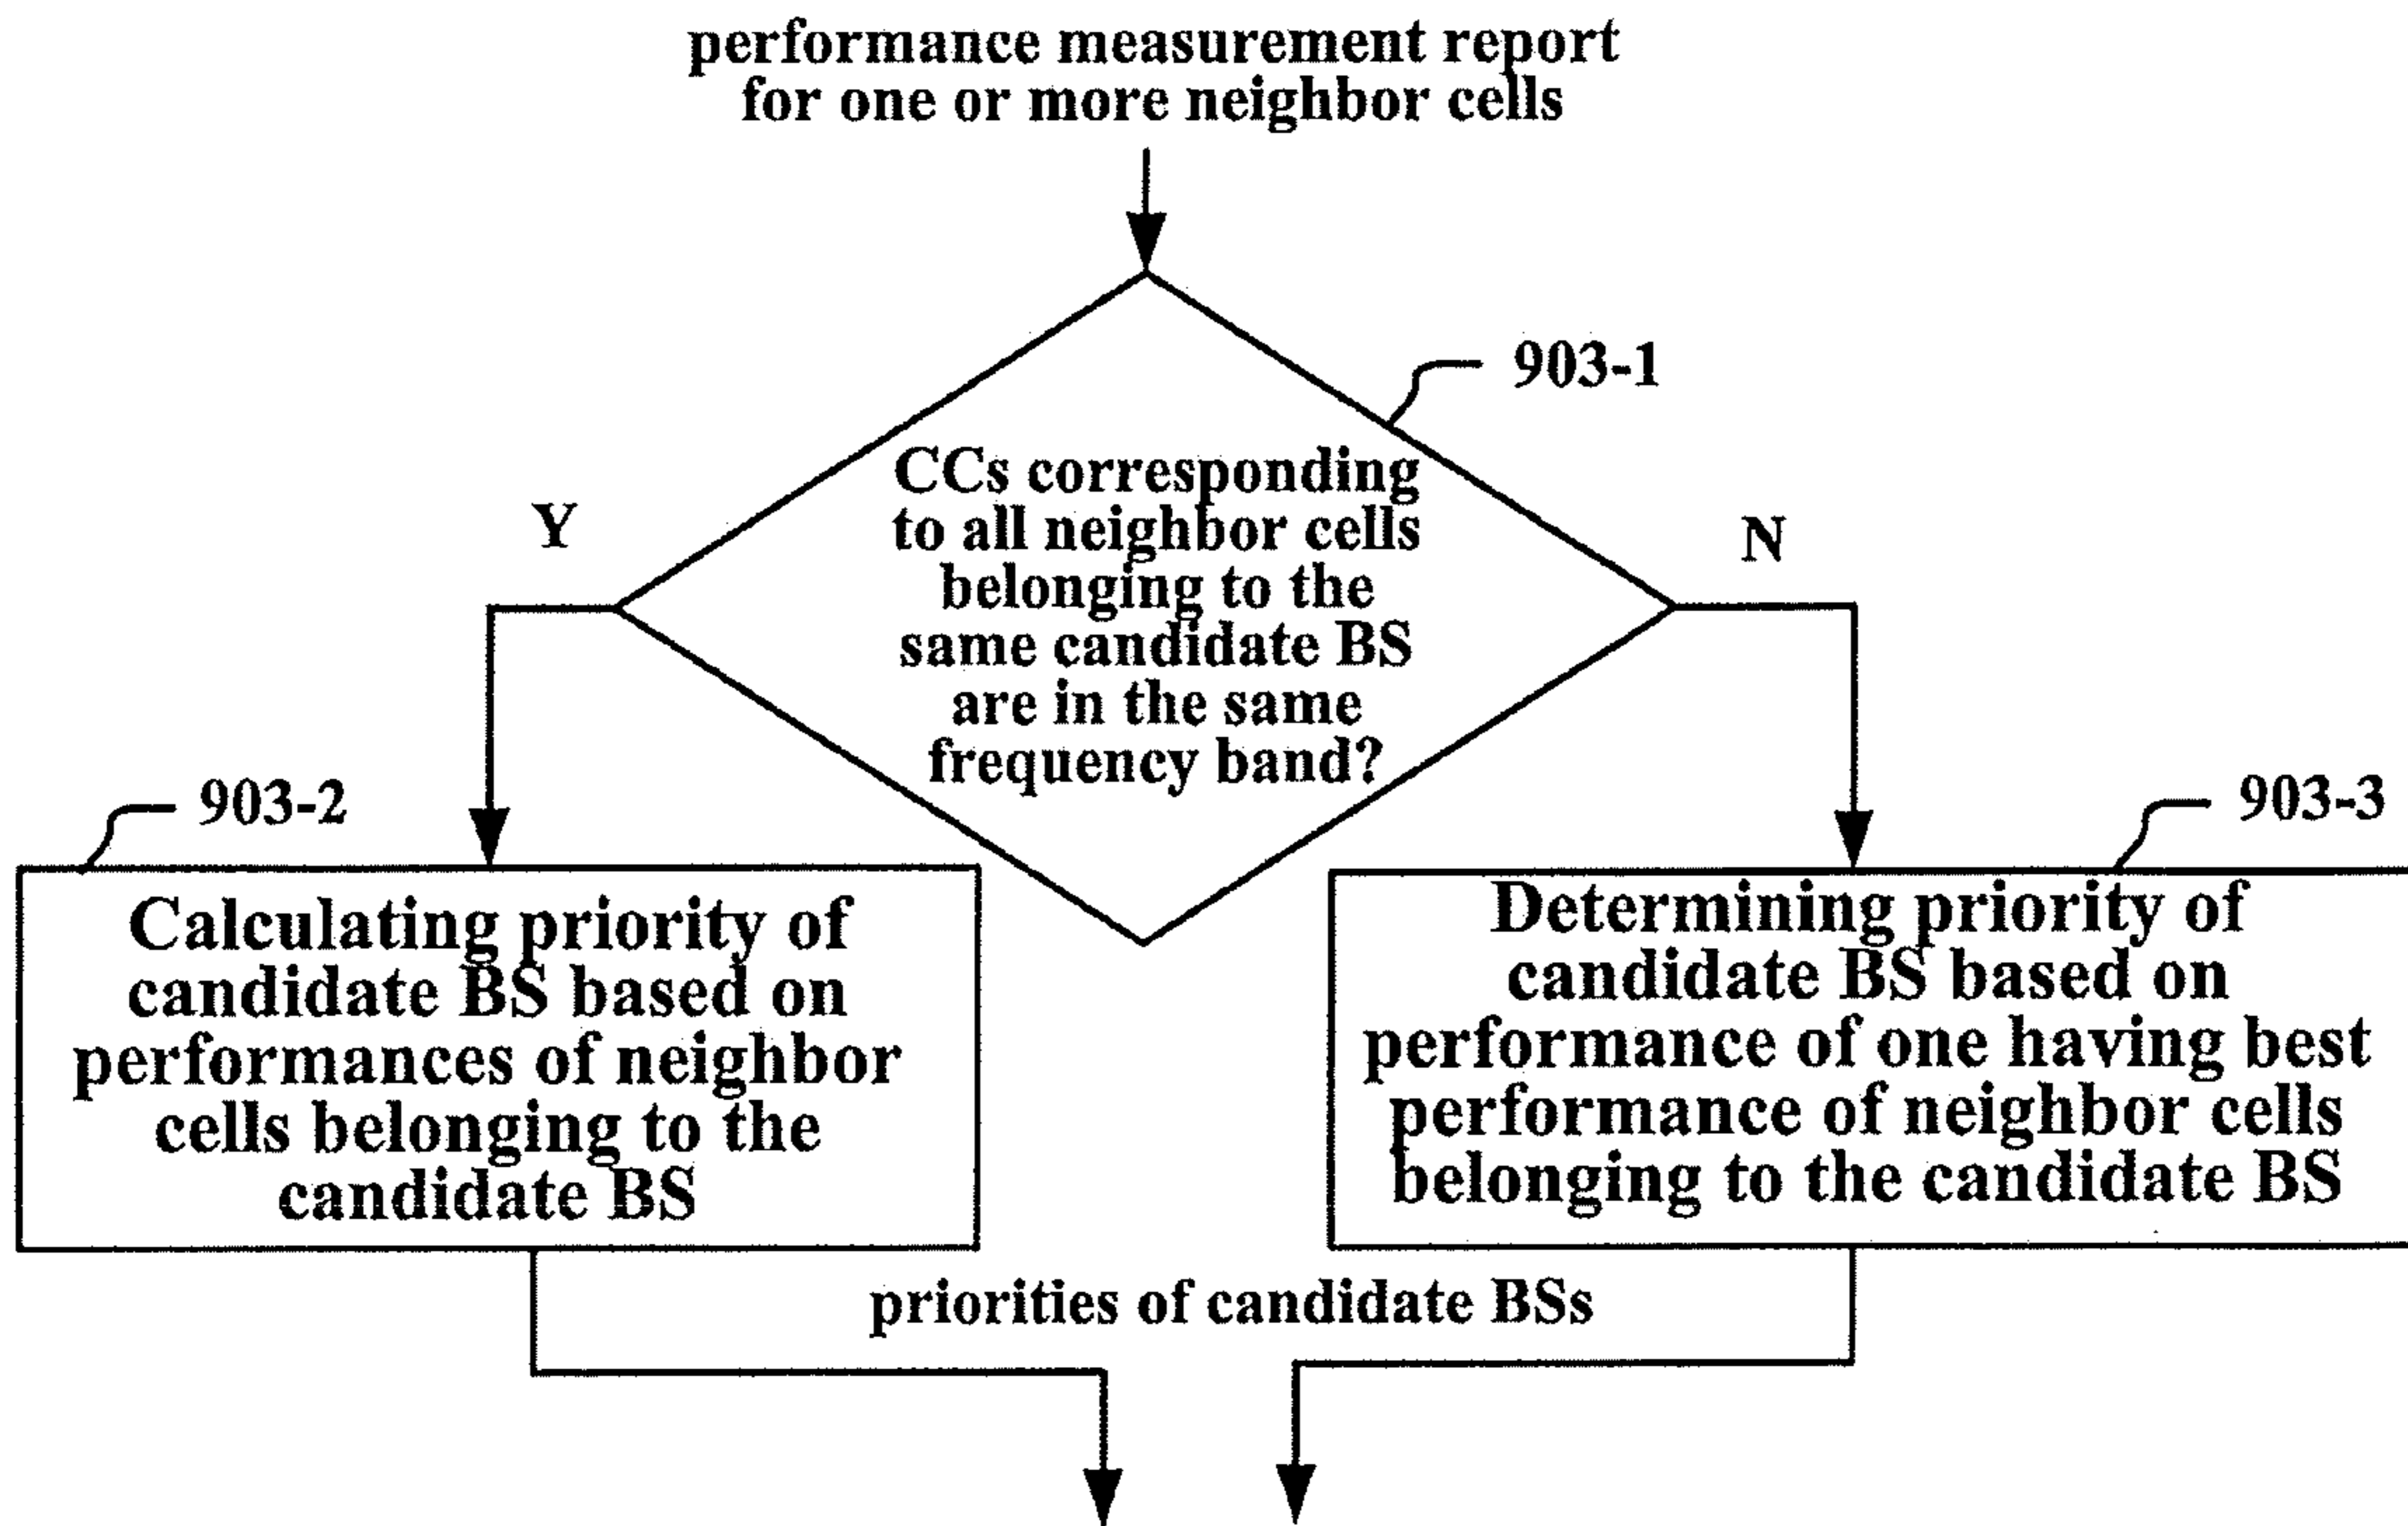 performance measurement report
for one or more neighbor cells
903-1
CCs corresponding
to all neighbor cells
belonging to the
same candidate BS
are in the same
frequency band?
Y
N
903-2
Calculating priority of
candidate BS based on
performances of neighbor
cells belonging to the
candidate BS
903-3
Determining priority of
candidate BS based on
performance of one having best
performance of neighbor cells
belonging to the candidate BS
priorities of candidate BSs